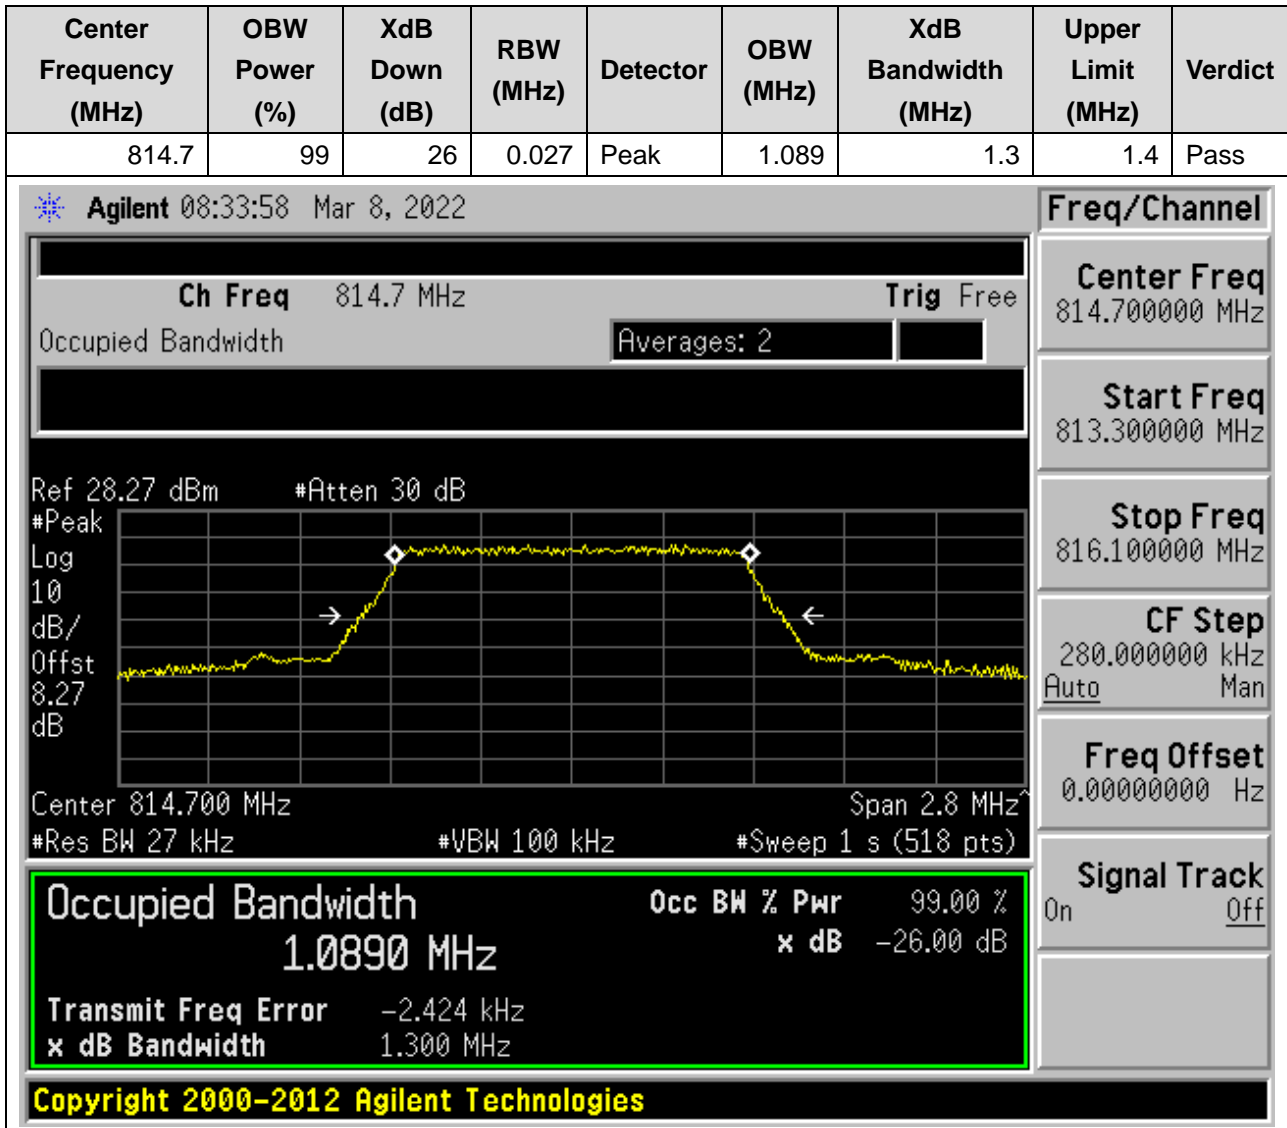 Center Frequency (MHz) OBW Power (%) XdB Down (dB) RBW (MHz) Detector OBW (MHz) XdB Bandwidth (MHz) Upper Limit (MHz) Verdict
814.7 99 26 0.027 Peak 1.089 1.3 1.4 Pass
Agilent 08:33:58 Mar 8, 2022
Ch Freq 814.7 MHz Trig Free
Occupied Bandwidth Averages: 2
Ref 28.27 dBm #Atten 30 dB
#Peak
Log
10
dB/
Offst
8.27
dB
Center 814.700 MHz Span 2.8 MHz^
#Res BW 27 kHz #VBW 100 kHz #Sweep 1 s (518 pts)
Occupied Bandwidth Occ BW % Pwr 99.00 %
1.0890 MHz x dB -26.00 dB
Transmit Freq Error -2.424 kHz
x dB Bandwidth 1.300 MHz
Copyright 2000-2012 Agilent Technologies
Freq/Channel
Center Freq
814.700000 MHz
Start Freq
813.300000 MHz
Stop Freq
816.100000 MHz
CF Step
280.000000 kHz
Auto Man
Freq Offset
0.00000000 Hz
Signal Track
On Off